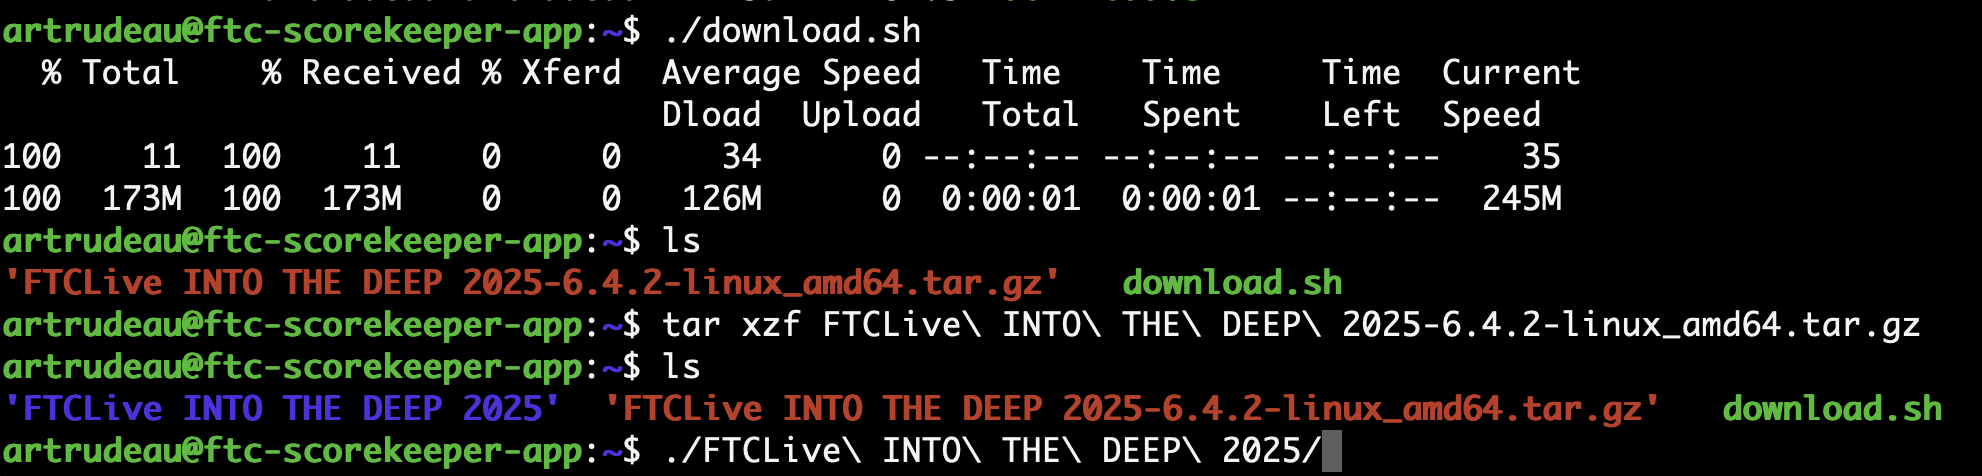 artrudeau@ftc-scorekeeper-app:~$ ./download.sh
  % Total    % Received % Xferd  Average Speed   Time    Time     Time  Current
                                 Dload  Upload   Total   Spent    Left  Speed
100    11  100    11    0     0     34      0 --:--:-- --:--:-- --:--:--    35
100  173M  100  173M    0     0   126M      0  0:00:01  0:00:01 --:--:--  245M
artrudeau@ftc-scorekeeper-app:~$ ls
'FTCLive INTO THE DEEP 2025-6.4.2-linux_amd64.tar.gz'   download.sh
artrudeau@ftc-scorekeeper-app:~$ tar xzf FTCLive\ INTO\ THE\ DEEP\ 2025-6.4.2-linux_amd64.tar.gz
artrudeau@ftc-scorekeeper-app:~$ ls
'FTCLive INTO THE DEEP 2025'  'FTCLive INTO THE DEEP 2025-6.4.2-linux_amd64.tar.gz'   download.sh
artrudeau@ftc-scorekeeper-app:~$ ./FTCLive\ INTO\ THE\ DEEP\ 2025/